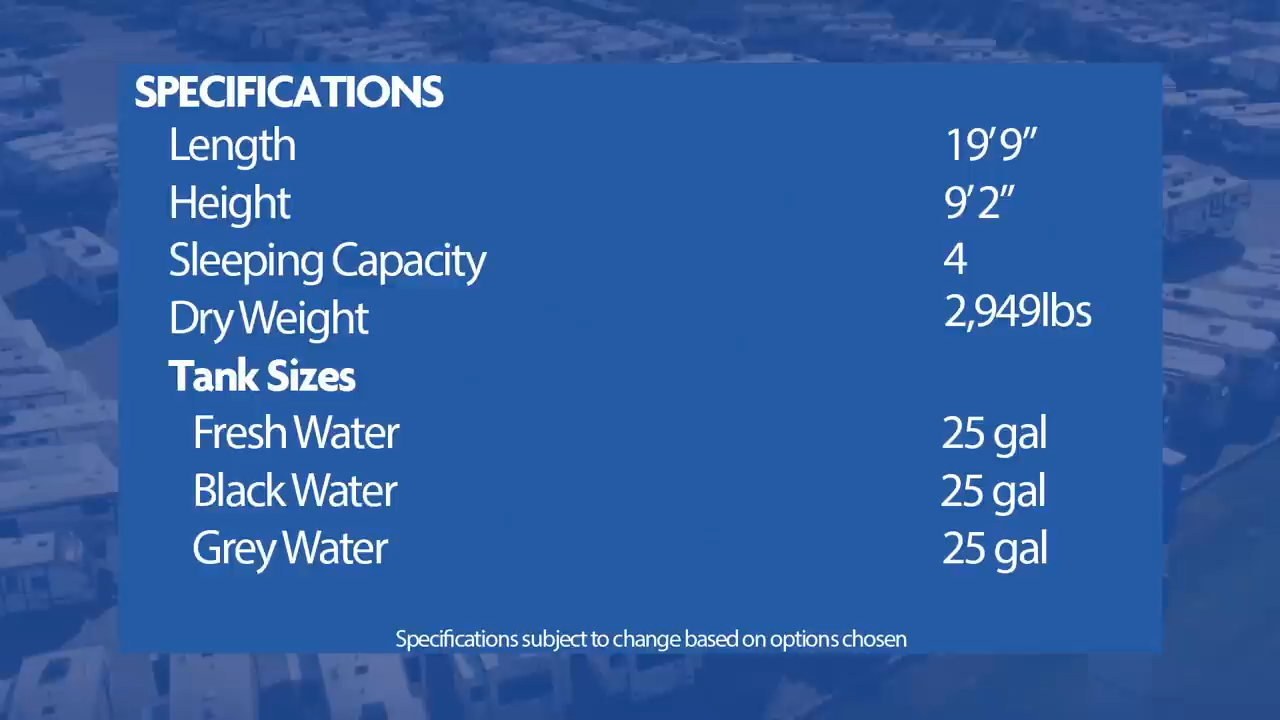 SPECIFICATIONS
Length 19’9”
Height 9’2”
Sleeping Capacity 4
Dry Weight 2,949lbs
Tank Sizes
Fresh Water 25 gal
Black Water 25 gal
Grey Water 25 gal
Specifications subject to change based on options chosen